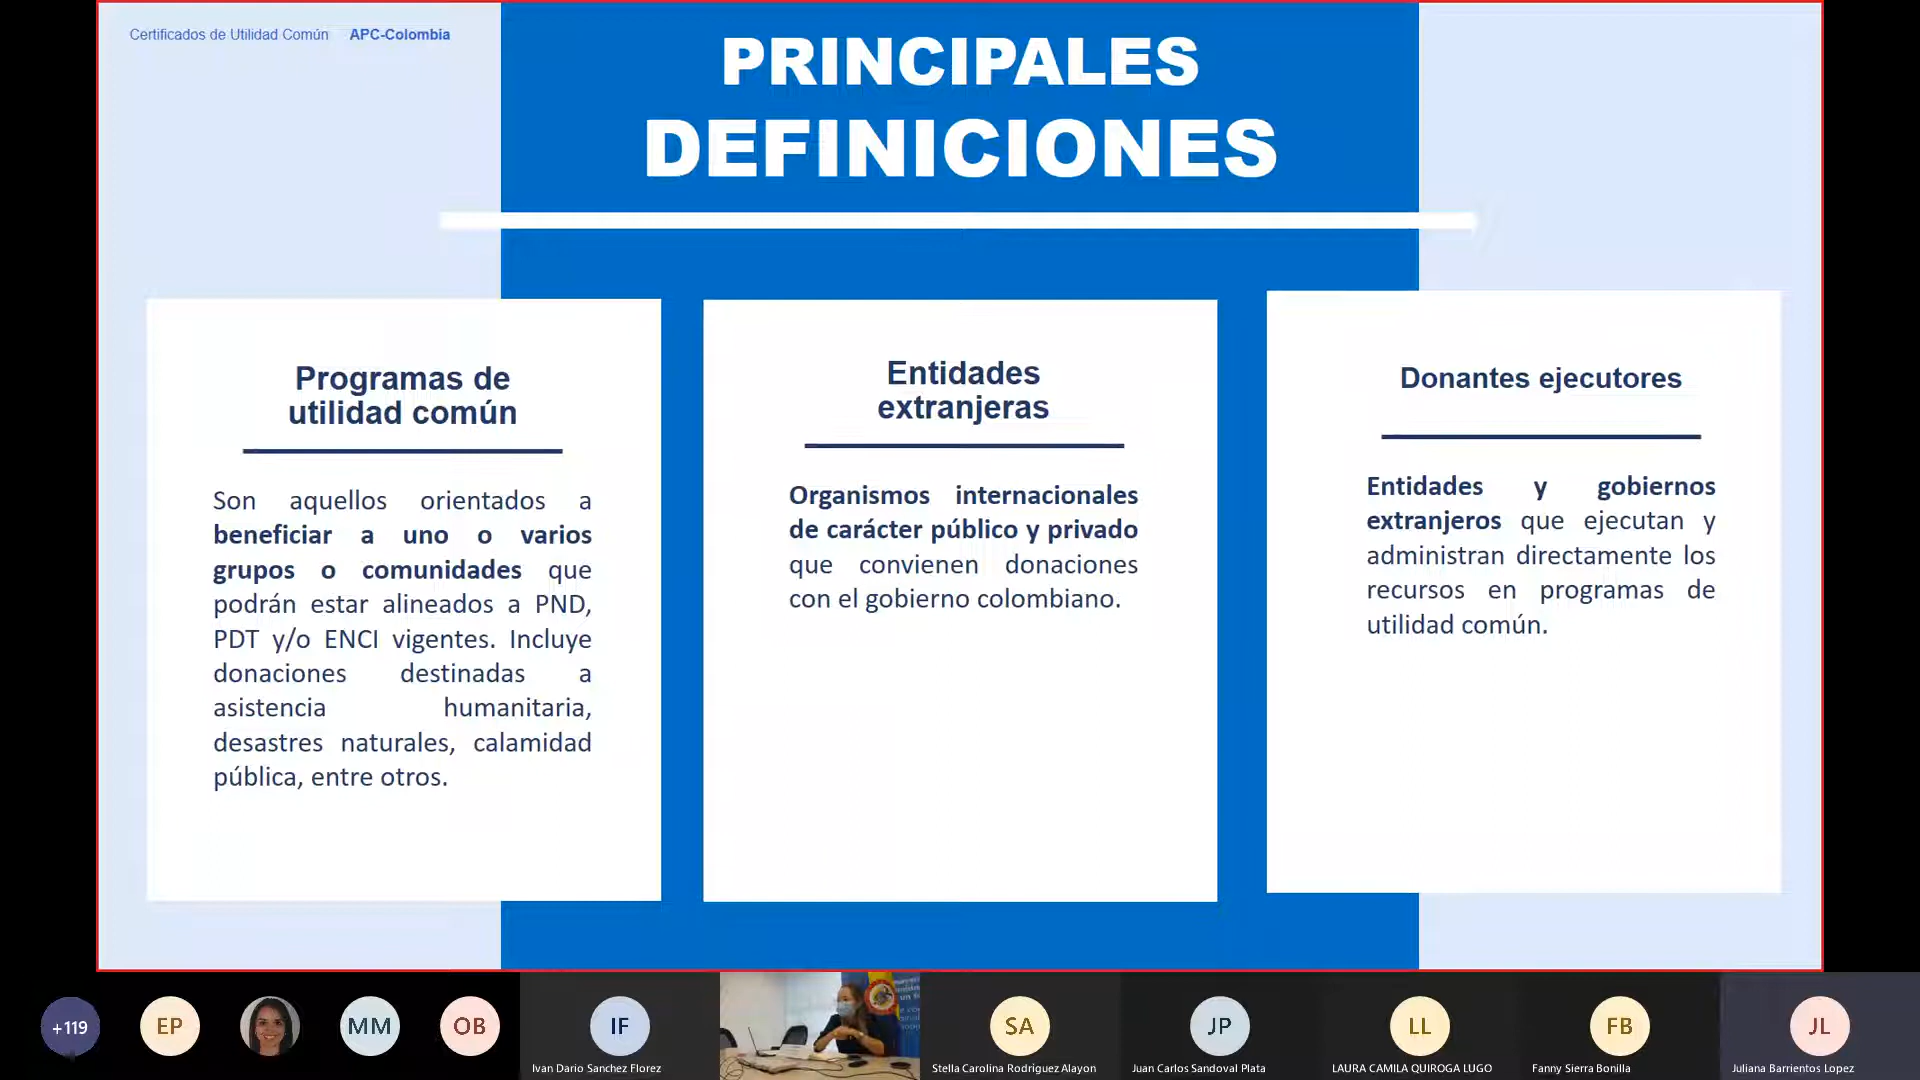 Certificados de Utilidad Común APC-Colombia
PRINCIPALES
DEFINICIONES
Programas de
utilidad común
Son aquellos orientados a
beneficiar a uno o varios
grupos o comunidades que
podrán estar alineados a PND,
PDT y/o ENCI vigentes. Incluye
donaciones destinadas a
asistencia humanitaria,
desastres naturales, calamidad
pública, entre otros.
Entidades
extranjeras
Organismos internacionales
de carácter público y privado
que convienen donaciones
con el gobierno colombiano.
Donantes ejecutores
Entidades y gobiernos
extranjeros que ejecutan y
administran directamente los
recursos en programas de
utilidad común.
+119
EP
MM
OB
IF
Ivan Dario Sanchez Florez
SA
Stella Carolina Rodriguez Alayon
JP
Juan Carlos Sandoval Plata
LL
LAURA CAMILA QUIROGA LUGO
FB
Fanny Sierra Bonilla
JL
Juliana Barrientos Lopez